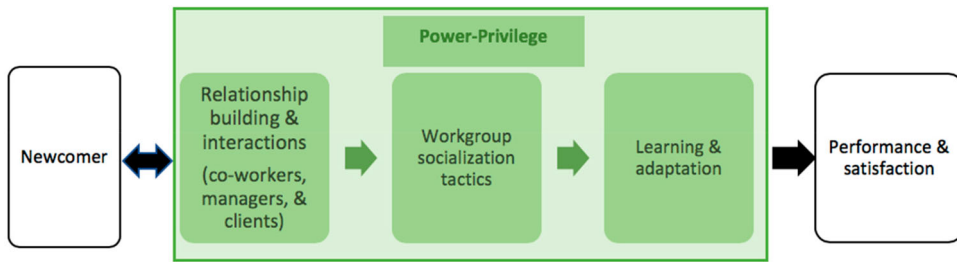 Power-Privilege
Newcomer
Relationship
building &
interactions
(co-workers,
managers, &
clients)
Workgroup
socialization
tactics
Learning &
adaptation
Performance &
satisfaction